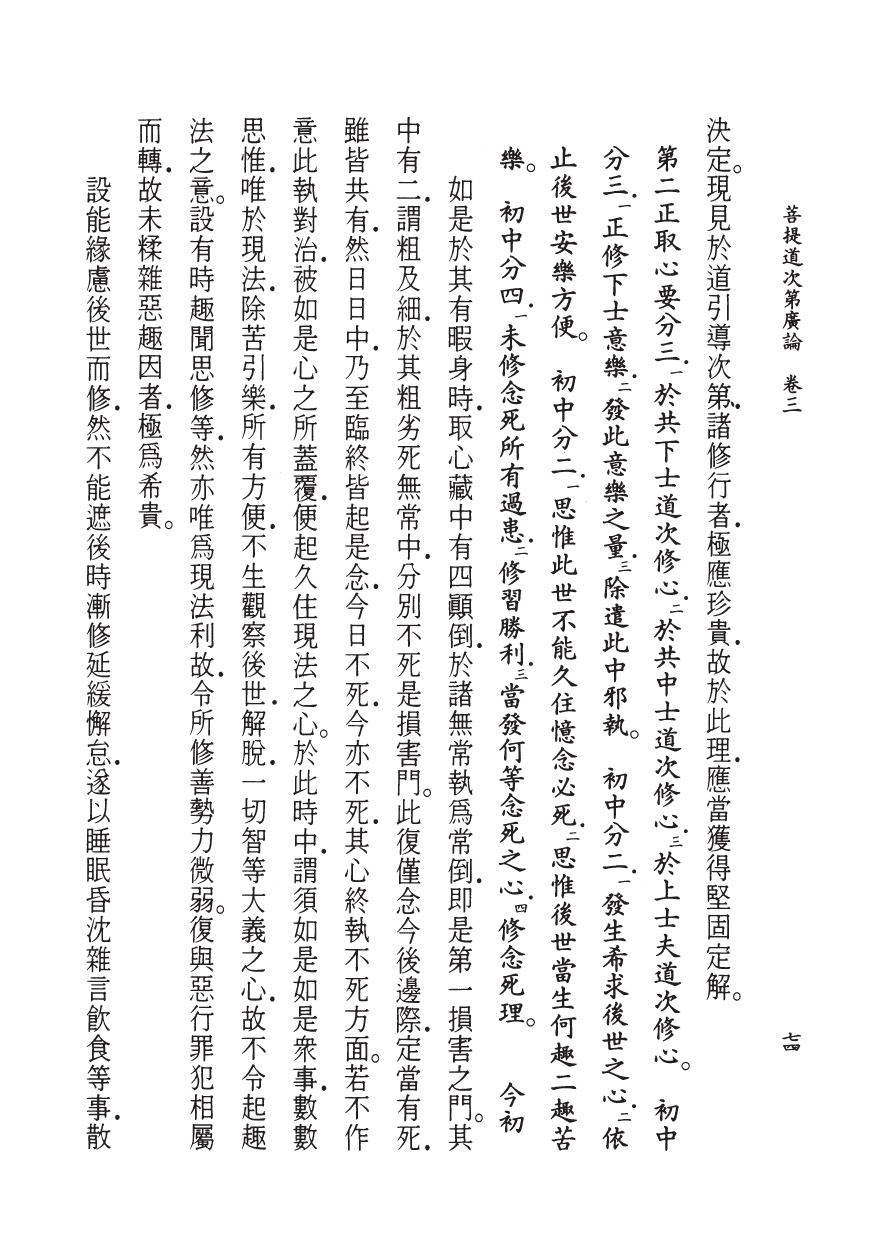 菩提道次第廣論　卷三
七四
決定。現見於道引導次第、諸修行者．極應珍貴．故於此理．應當獲得堅固定解。
第二正取心要分三．一於共下士道次修心．二於共中士道次修心．三於上士夫道次修心。　初中
分三．一正修下士意樂．二發此意樂之量．三除遣此中邪執。　初中分二．一發生希求後世之心．二依
止後世安樂方便。　初中分二．一思惟此世不能久住憶念必死．二思惟後世當生何趣二趣苦
樂。　初中分四．一未修念死所有過患．二修習勝利．三當發何等念死之心．四修念死理。　今初
如是於其有暇身時．取心藏中有四顚倒．於諸無常執爲常倒．即是第一損害之門。其
中有二．謂粗及細．於其粗劣死無常中．分別不死是損害門。此復僅念今後邊際．定當有死．
雖皆共有．然日日中．乃至臨終皆起是念．今日不死．今亦不死．其心終執不死方面。若不作
意此執對治．被如是心之所蓋覆．便起久住現法之心。於此時中．謂須如是如是衆事．數數
思惟．唯於現法．除苦引樂．所有方便．不生觀察後世．解脫．一切智等大義之心．故不令起趣
法之意。設有時趣聞思修等．然亦唯爲現法利故．令所修善勢力微弱。復與惡行罪犯相屬
而轉．故未糅雜惡趣因者．極爲希貴。
設能緣慮後世而修．然不能遮後時漸修延緩懈怠．遂以睡眠昏沈雜言飲食等事．散